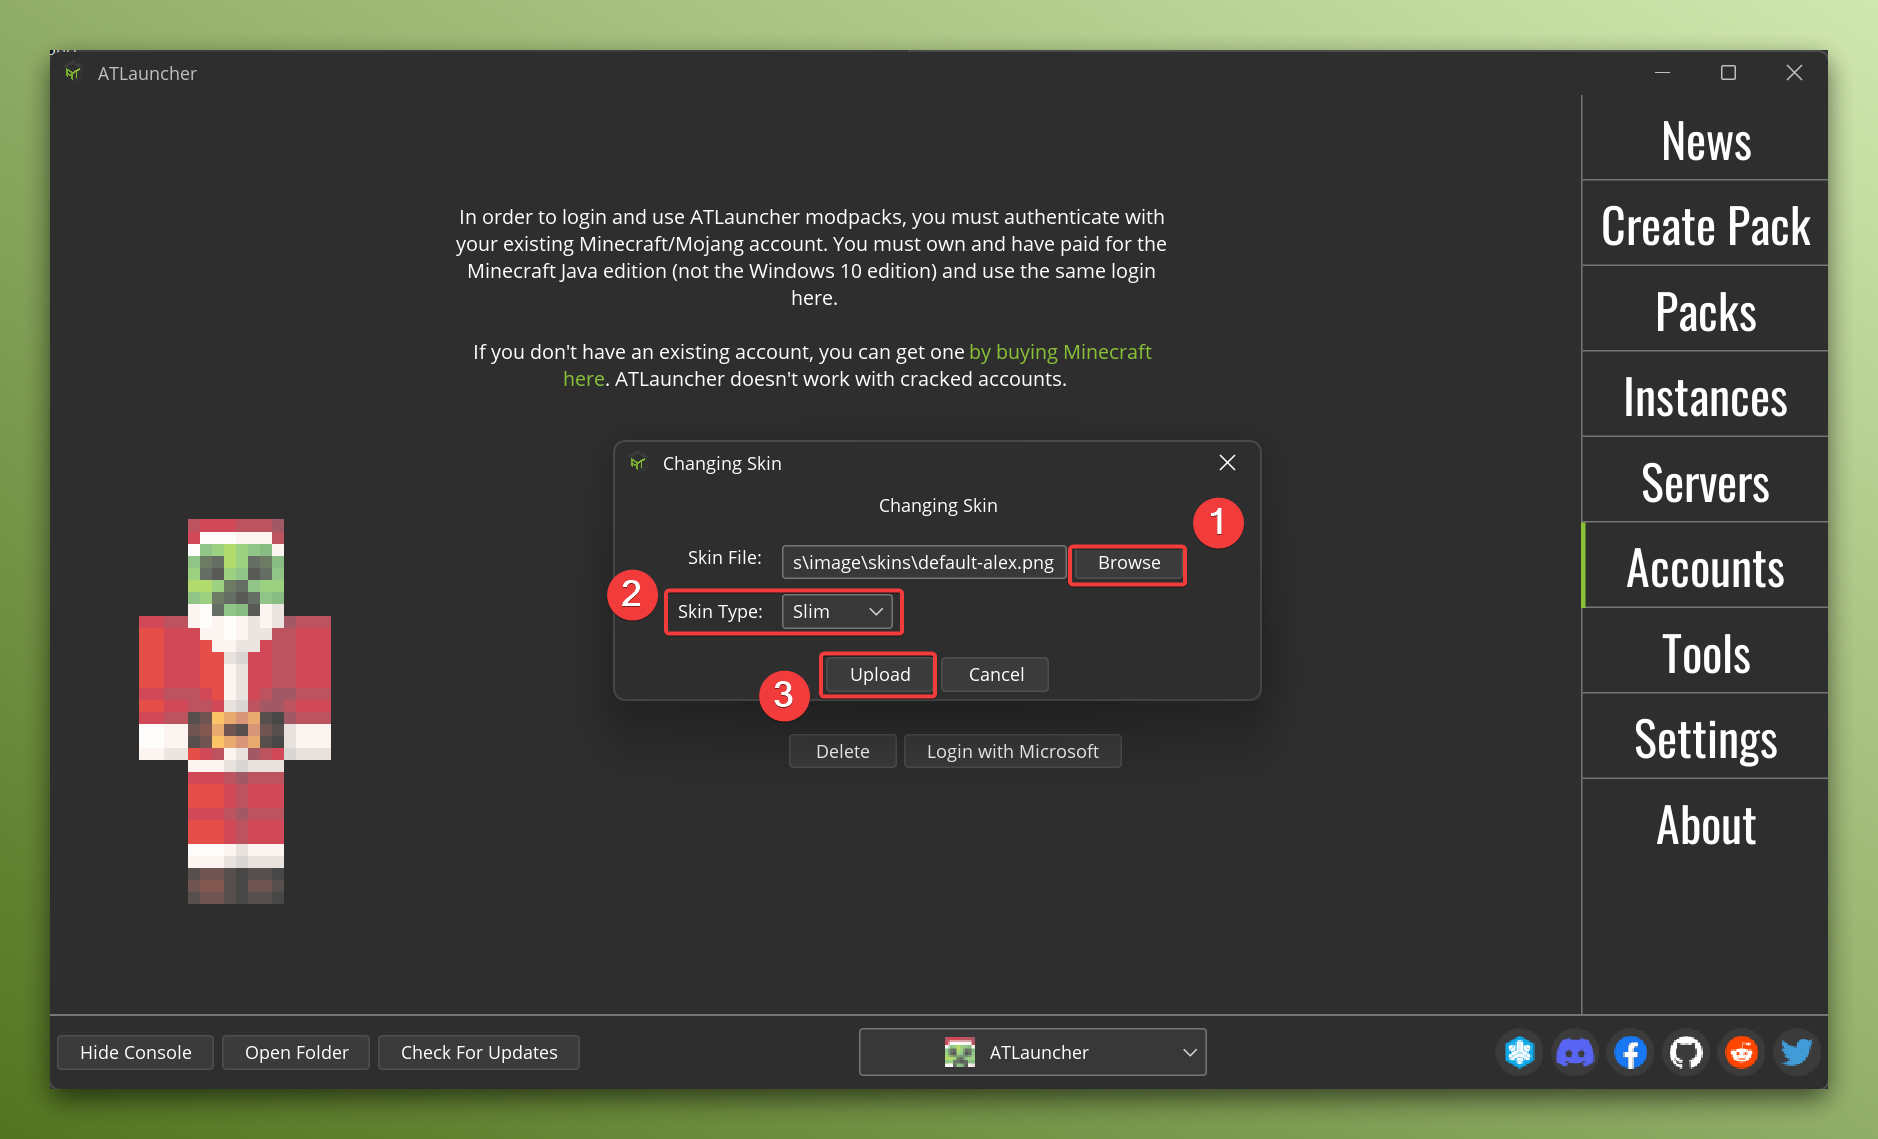 ATLauncher
In order to login and use ATLauncher modpacks, you must authenticate with
your existing Minecraft/Mojang account. You must own and have paid for the
Minecraft Java edition (not the Windows 10 edition) and use the same login
here.
If you don't have an existing account, you can get one by buying Minecraft
here. ATLauncher doesn't work with cracked accounts.
Changing Skin
Changing Skin
1
Skin File: s\image\skins\default-alex.png Browse
2
Skin Type: Slim
3
Upload Cancel
Delete Login with Microsoft
News
Create Pack
Packs
Instances
Servers
Accounts
Tools
Settings
About
Hide Console Open Folder Check For Updates ATLauncher